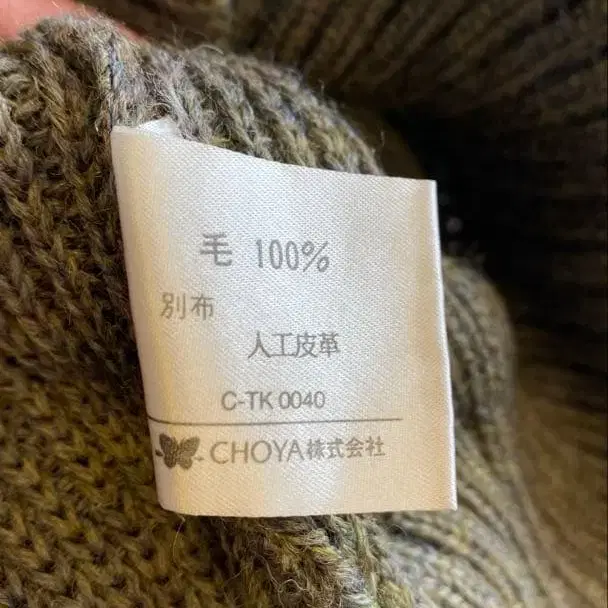 毛 100%
別布
人工皮革
C-TK 0040
CHOYA株式会社